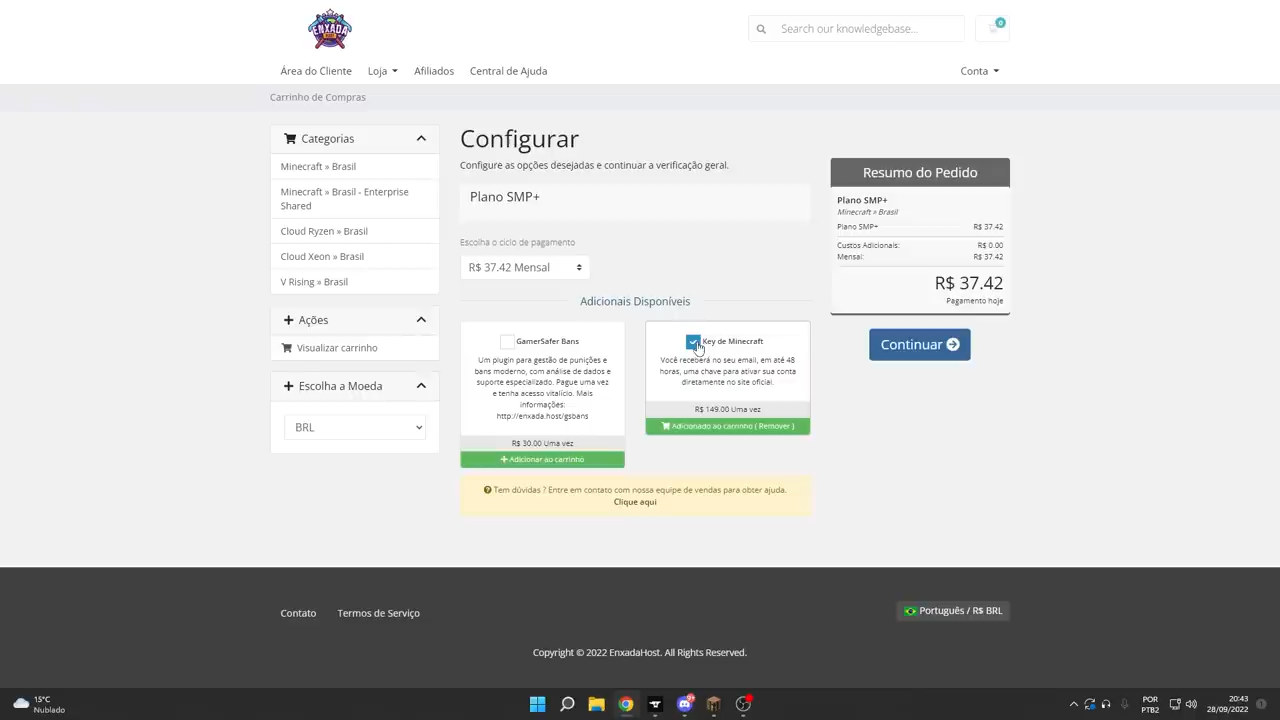 ENXADA
HOST
Search our knowledgebase...
0
Área do Cliente
Loja
Afiliados
Central de Ajuda
Conta
Carrinho de Compras
Categorias
Minecraft » Brasil
Minecraft » Brasil - Enterprise
Shared
Cloud Ryzen » Brasil
Cloud Xeon » Brasil
V Rising » Brasil
Ações
Visualizar carrinho
Escolha a Moeda
BRL
Configurar
Configure as opções desejadas e continuar a verificação geral.
Plano SMP+
Escolha o ciclo de pagamento
R$ 37.42 Mensal
Adicionais Disponíveis
GamerSafer Bans
Um plugin para gestão de punições e
bans moderno, com análise de dados e
suporte especializado. Pague uma vez
e tenha acesso vitalício. Mais
informações:
http://enxada.host/gsbans
R$ 30.00 Uma vez
Adicionar ao carrinho
Key de Minecraft
Você receberá no seu email, em até 48
horas, uma chave para ativar sua conta
diretamente no site oficial.
R$ 149.00 Uma vez
Adicionado ao carrinho ( Remover )
Tem dúvidas ? Entre em contato com nossa equipe de vendas para obter ajuda.
Clique aqui
Resumo do Pedido
Plano SMP+
Minecraft » Brasil
Plano SMP+ R$ 37.42
Custos Adicionais: R$ 0.00
Mensal: R$ 37.42
R$ 37.42
Pagamento hoje
Continuar
Contato
Termos de Serviço
Português / R$ BRL
Copyright © 2022 EnxadaHost. All Rights Reserved.
15°C
Nublado
9+
POR
PTB2
20:43
28/09/2022